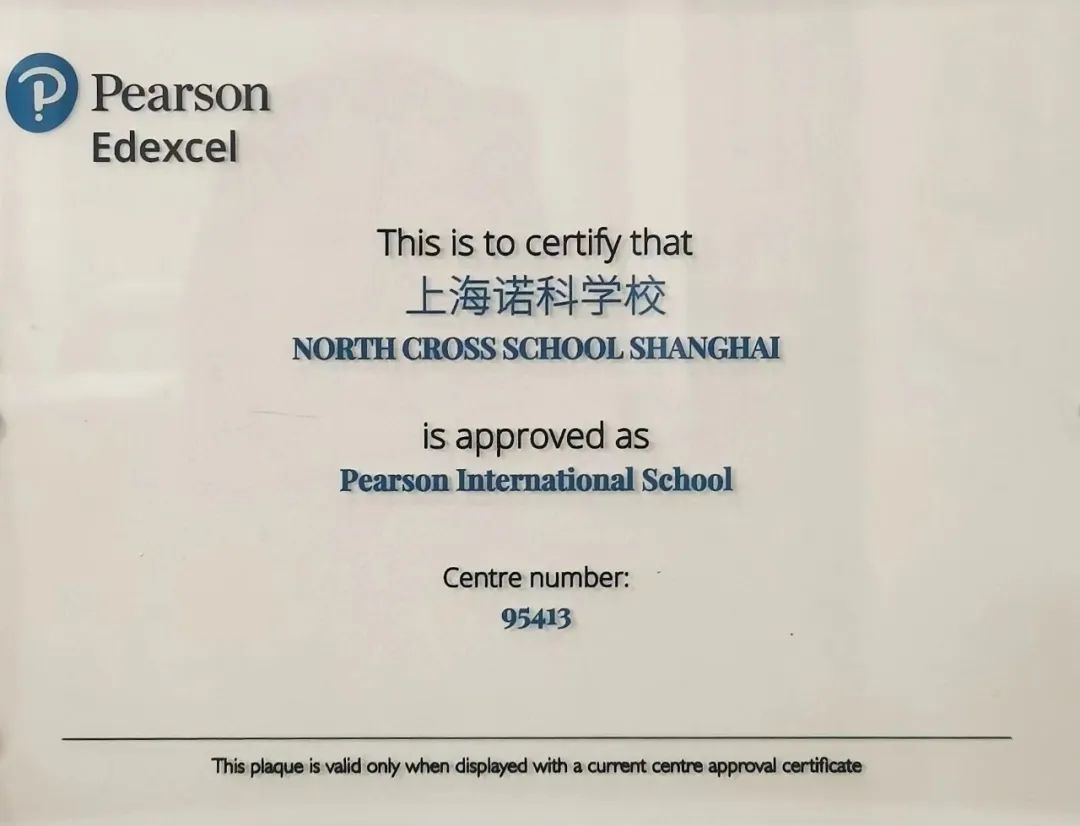 Pearson
Edexcel
This is to certify that
上海诺科学校
NORTH CROSS SCHOOL SHANGHAI
is approved as
Pearson International School
Centre number:
95413
This plaque is valid only when displayed with a current centre approval certificate